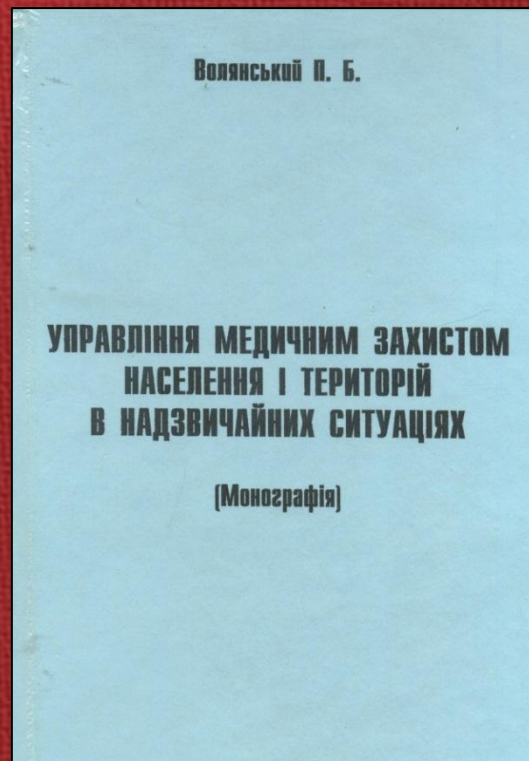 Волянський П. Б.
УПРАВЛІННЯ МЕДИЧНИМ ЗАХИСТОМ
НАСЕЛЕННЯ І ТЕРИТОРІЙ
В НАДЗВИЧАЙНИХ СИТУАЦІЯХ
(Монографія)